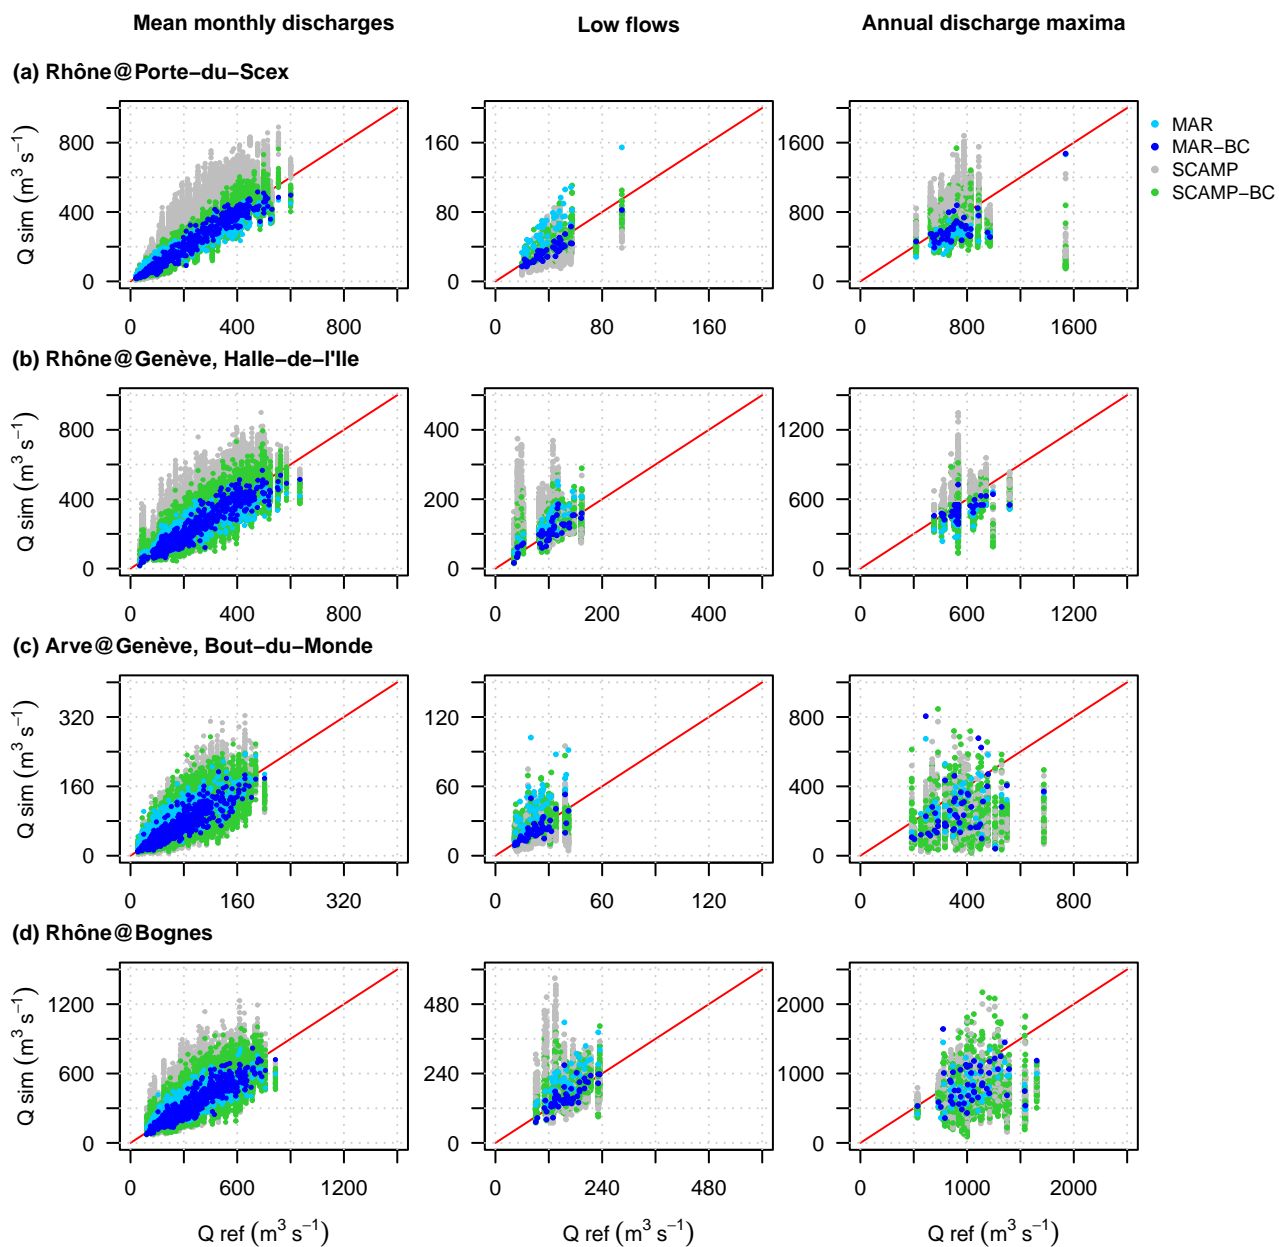 Mean monthly discharges Low flows Annual discharge maxima
(a) Rhône@Porte−du−Scex
Q sim (m³ s⁻¹)
800
400
0
0 400 800
160
80
0
0 80 160
1600
800
0
0 800 1600
MAR
MAR−BC
SCAMP
SCAMP−BC
(b) Rhône@Genève, Halle−de−l'Ile
Q sim (m³ s⁻¹)
800
400
0
0 400 800
400
200
0
0 200 400
1200
600
0
0 600 1200
(c) Arve@Genève, Bout−du−Monde
Q sim (m³ s⁻¹)
320
160
0
0 160 320
120
60
0
0 60 120
800
400
0
0 400 800
(d) Rhône@Bognes
Q sim (m³ s⁻¹)
1200
600
0
0 600 1200
480
240
0
0 240 480
2000
1000
0
0 1000 2000
Q ref (m³ s⁻¹) Q ref (m³ s⁻¹) Q ref (m³ s⁻¹)